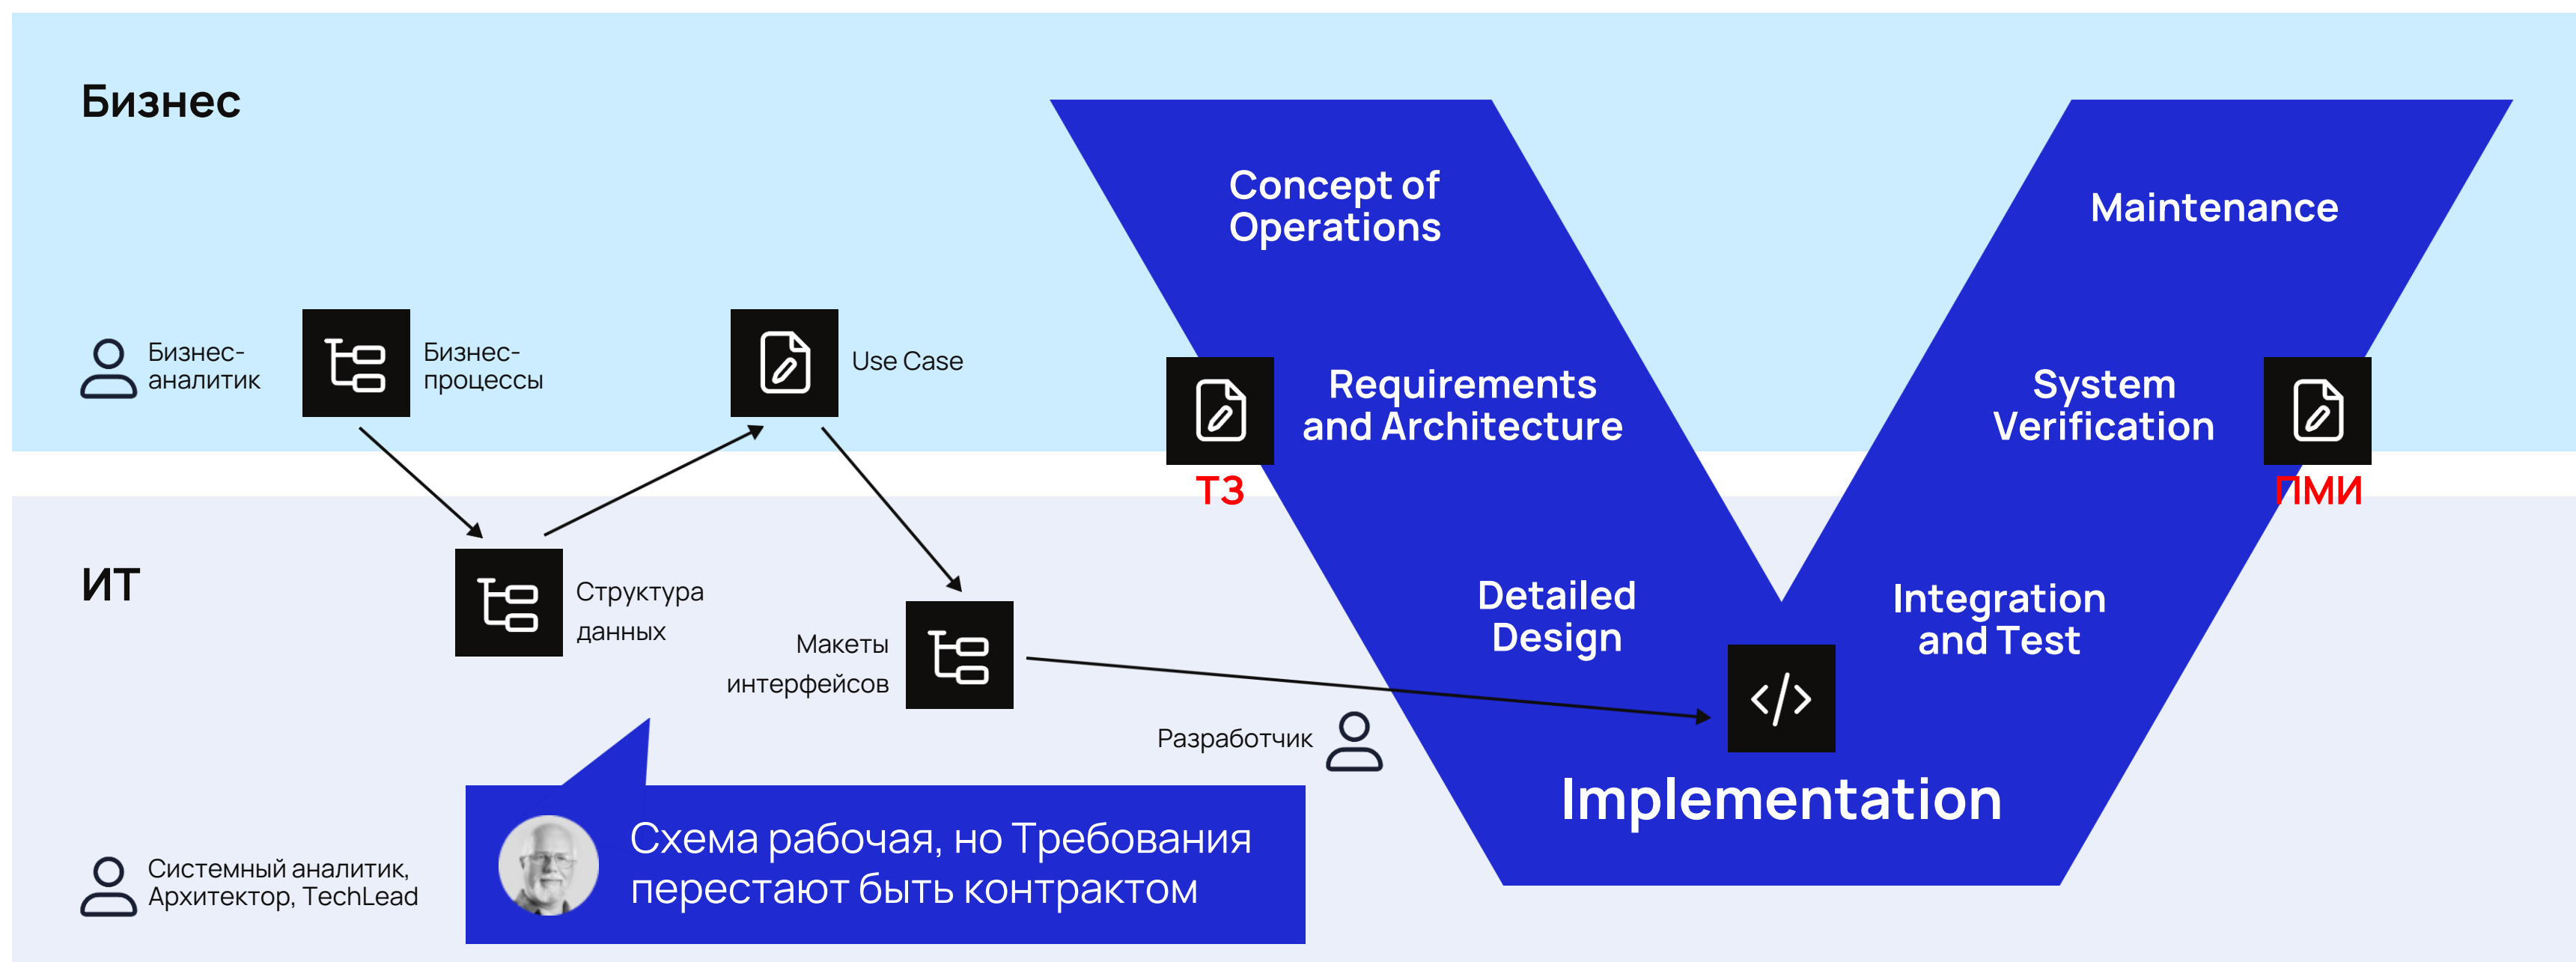 Бизнес
Бизнес-
аналитик
Бизнес-
процессы
Use Case
ИТ
Структура
данных
Макеты
интерфейсов
Разработчик
Системный аналитик,
Архитектор, TechLead
Схема рабочая, но Требования
перестают быть контрактом
Concept of
Operations
Requirements
and Architecture
ТЗ
Detailed
Design
Implementation
Integration
and Test
System
Verification
ПМИ
Maintenance